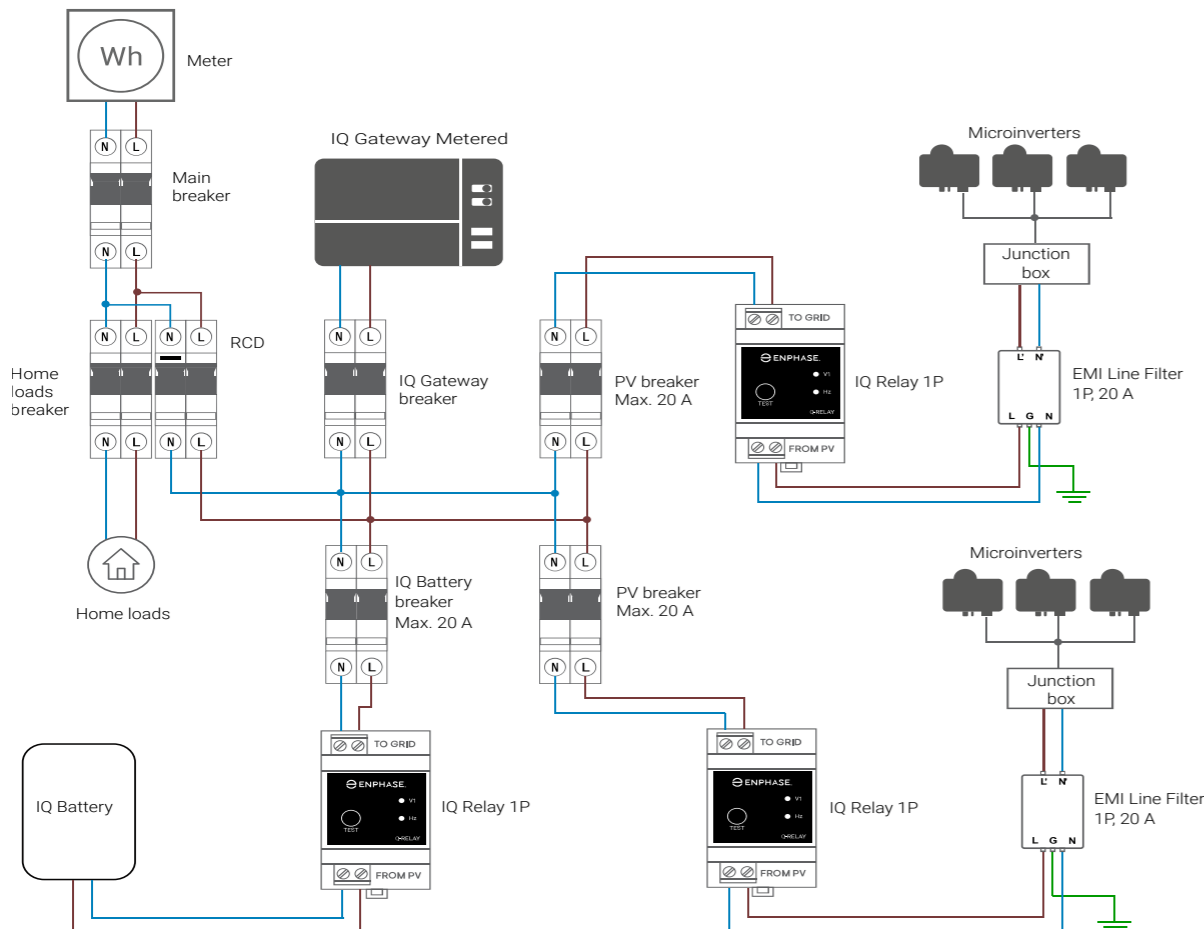 Wh
Meter
N L
Main
breaker
N L
IQ Gateway Metered
Microinverters
Junction
box
L' N'
EMI Line Filter
1P, 20 A
L G N
N L
Home
loads
breaker
N L
N L
RCD
N L
Home loads
N L
IQ Gateway
breaker
N L
N L
PV breaker
Max. 20 A
N L
TO GRID
ENPHASE.
V1
Hz
TEST
Q-RELAY
FROM PV
IQ Relay 1P
N L
IQ Battery
breaker
Max. 20 A
N L
N L
PV breaker
Max. 20 A
N L
Microinverters
Junction
box
L' N'
EMI Line Filter
1P, 20 A
L G N
IQ Battery
TO GRID
ENPHASE.
V1
Hz
TEST
Q-RELAY
FROM PV
IQ Relay 1P
TO GRID
ENPHASE.
V1
Hz
TEST
Q-RELAY
FROM PV
IQ Relay 1P